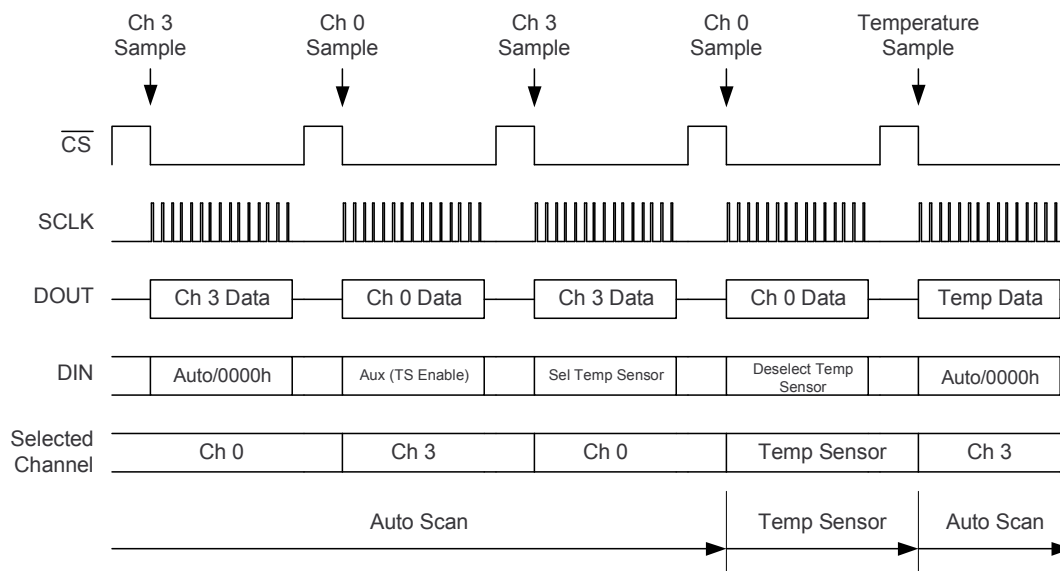 Ch 3 Sample
Ch 0 Sample
Ch 3 Sample
Ch 0 Sample
Temperature Sample
CS
SCLK
DOUT
Ch 3 Data
Ch 0 Data
Ch 3 Data
Ch 0 Data
Temp Data
DIN
Auto/0000h
Aux (TS Enable)
Sel Temp Sensor
Deselect Temp Sensor
Auto/0000h
Selected Channel
Ch 0
Ch 3
Ch 0
Temp Sensor
Ch 3
Auto Scan
Temp Sensor
Auto Scan